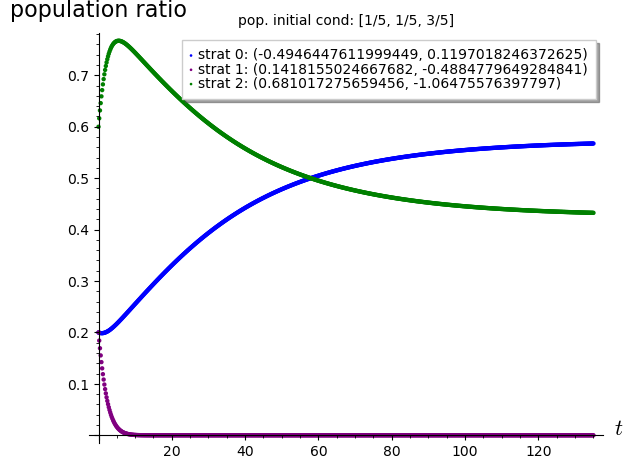 population ratio
pop. initial cond: [1/5, 1/5, 3/5]
strat 0: (-0.4946447611999449, 0.1197018246372625)
strat 1: (0.1418155024667682, -0.4884779649284841)
strat 2: (0.681017275659456, -1.06475576397797)
0.7
0.6
0.5
0.4
0.3
0.2
0.1
20 40 60 80 100 120
t